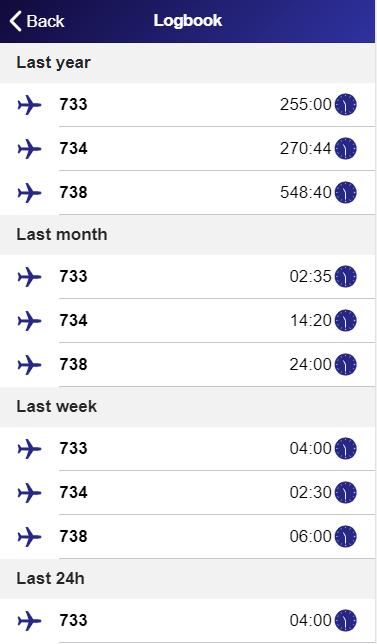 Back Logbook
Last year
733 255:00
734 270:44
738 548:40
Last month
733 02:35
734 14:20
738 24:00
Last week
733 04:00
734 02:30
738 06:00
Last 24h
733 04:00